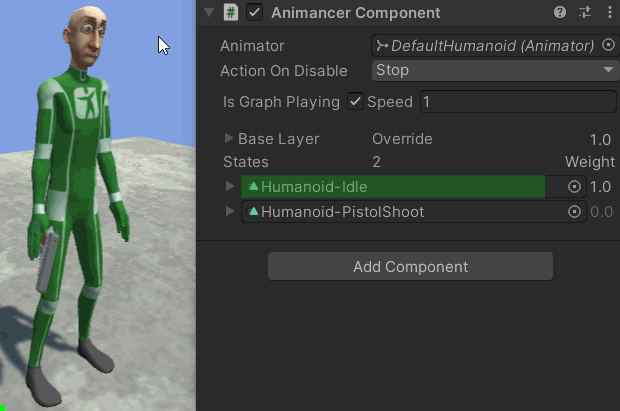 Animancer Component
Animator DefaultHumanoid (Animator)
Action On Disable Stop
Is Graph Playing Speed 1
Base Layer Override 1.0
States 2 Weight
Humanoid-Idle 1.0
Humanoid-PistolShoot 0.0
Add Component